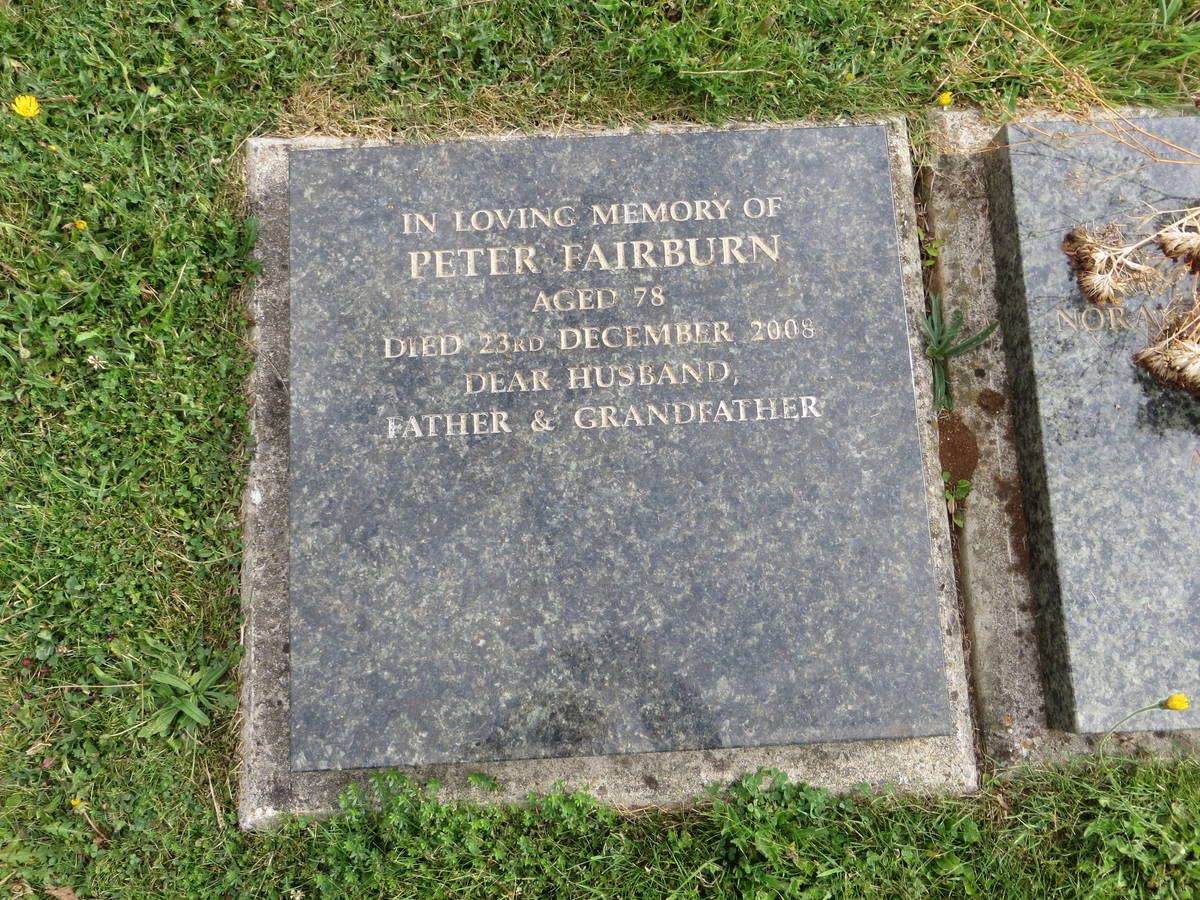 IN LOVING MEMORY OF
PETER FAIRBURN
AGED 78
DIED 23RD DECEMBER 2008
DEAR HUSBAND,
FATHER & GRANDFATHER
NORA